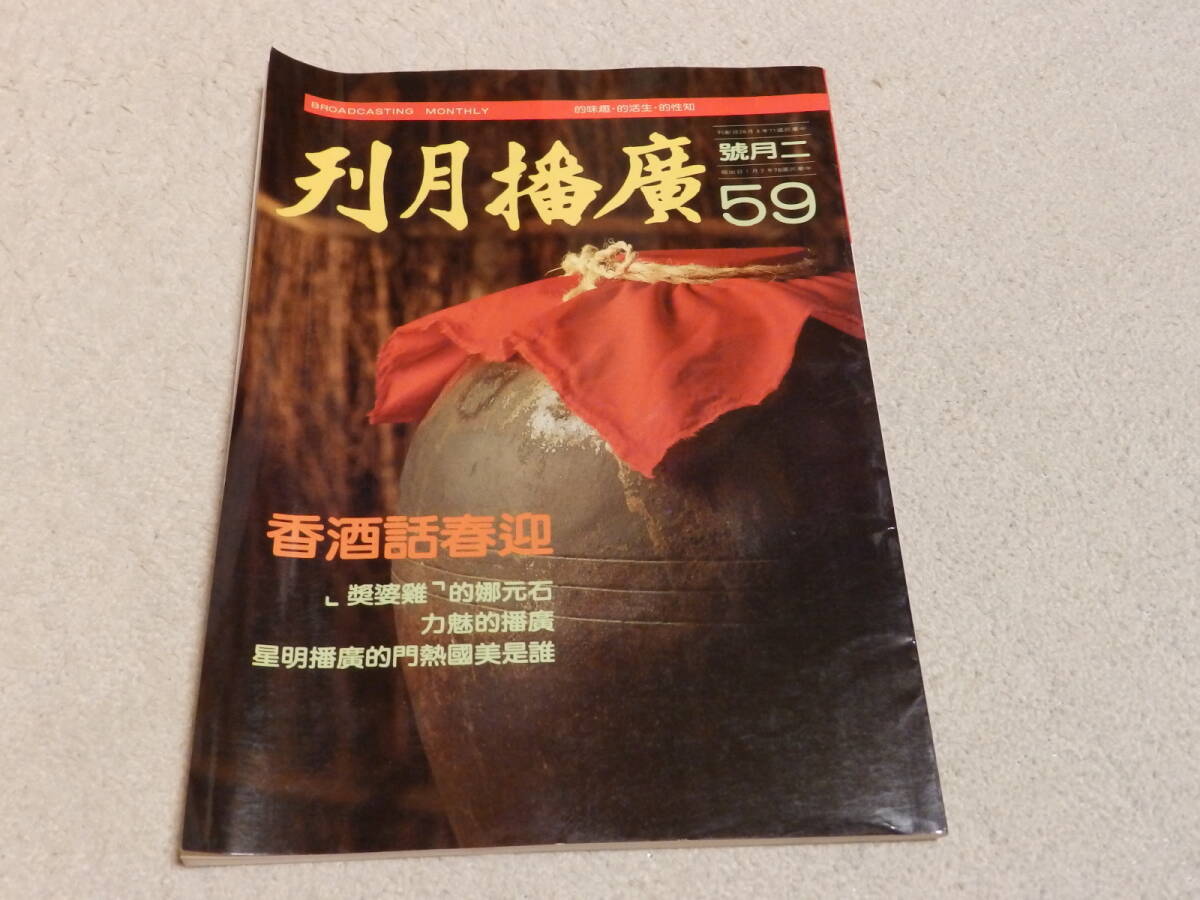 BROADCASTING MONTHLY
知性的・生活的・趣味的
廣播月刊
二月號
59
迎春話酒香
石元娜的「雞婆獎」
廣播的魅力
誰是美國熱門的廣播明星